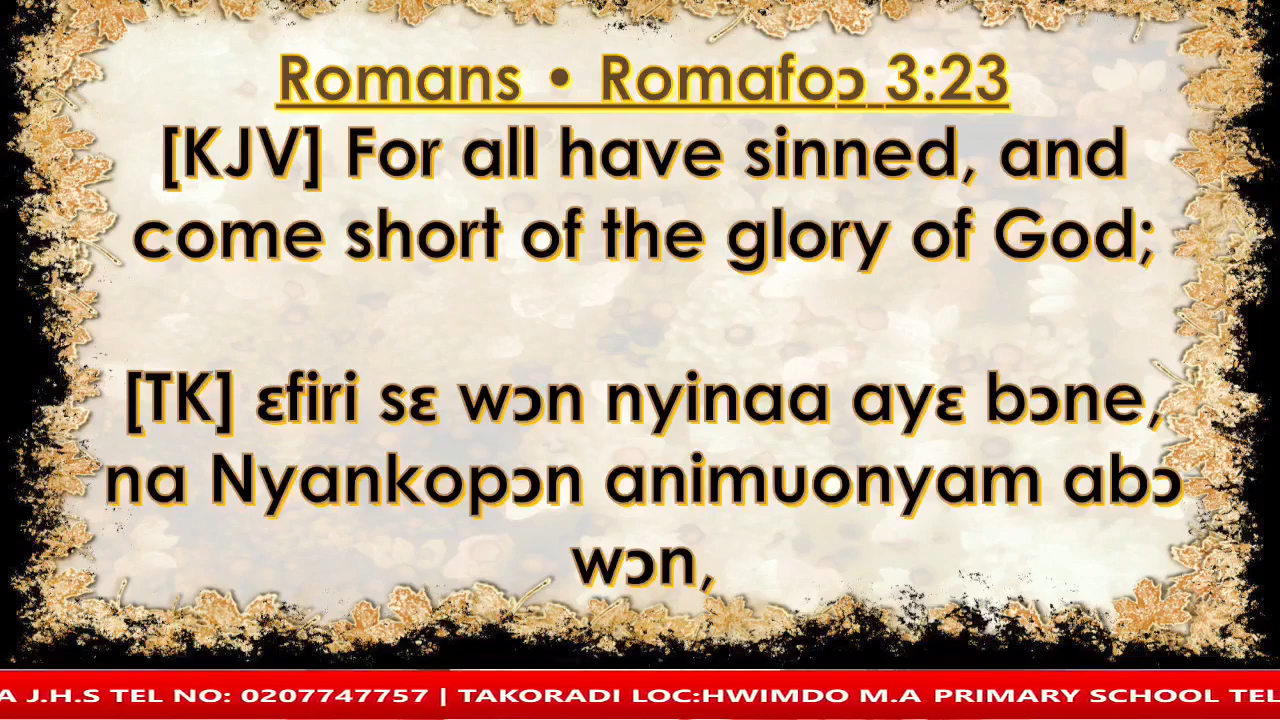 Romans • Romafoɔ 3:23
[KJV] For all have sinned, and
come short of the glory of God;
[TK] ɛfiri sɛ wɔn nyinaa ayɛ bɔne,
na Nyankopɔn animuonyam abɔ
wɔn,
A J.H.S TEL NO: 0207747757 | TAKORADI LOC:HWIMDO M.A PRIMARY SCHOOL TEL